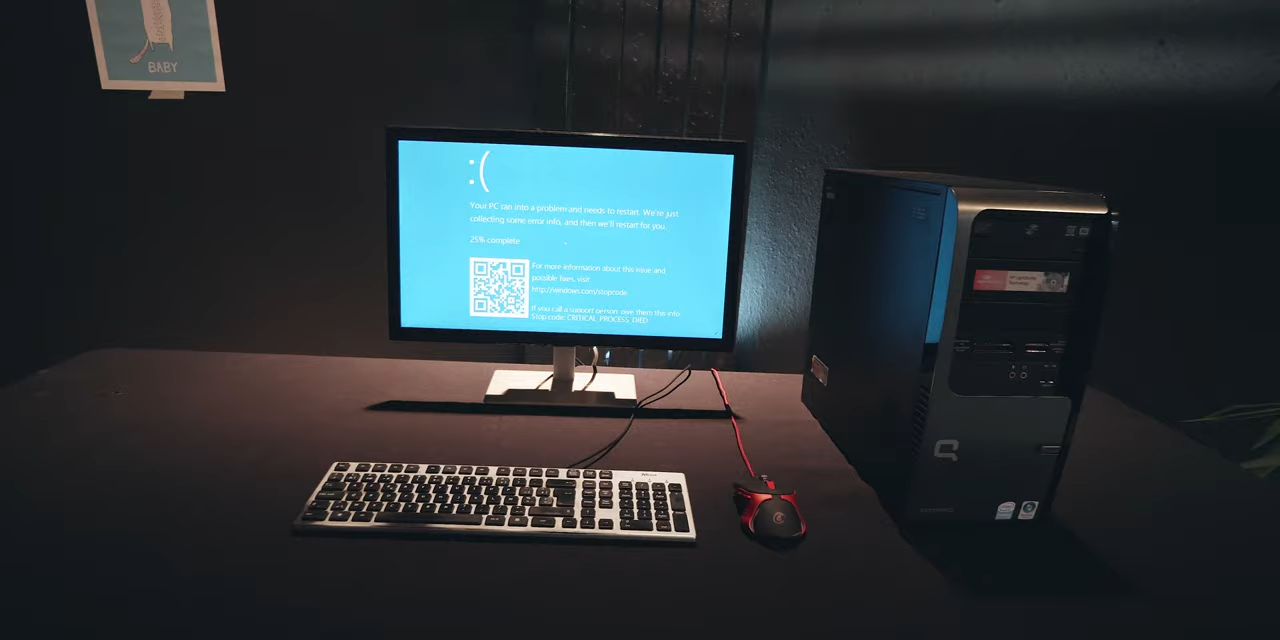 BABY
:(
Your PC ran into a problem and needs to restart. We're just
collecting some error info, and then we'll restart for you.
25% complete
For more information about this issue and
possible fixes, visit
http://windows.com/stopcode
If you call a support person, give them this info:
Stop code: CRITICAL_PROCESS_DIED